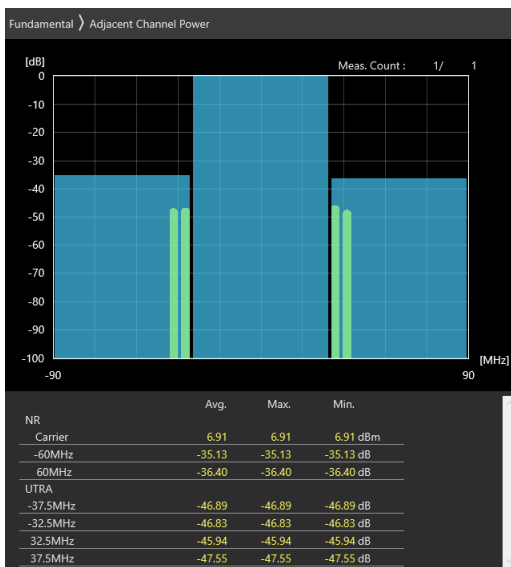 Fundamental 〉 Adjacent Channel Power
[dB] Meas. Count : 1/ 1
0
-10
-20
-30
-40
-50
-60
-70
-80
-90
-100 [MHz]
-90 90
Avg. Max. Min.
NR
Carrier 6.91 6.91 6.91 dBm
-60MHz -35.13 -35.13 -35.13 dB
60MHz -36.40 -36.40 -36.40 dB
UTRA
-37.5MHz -46.89 -46.89 -46.89 dB
-32.5MHz -46.83 -46.83 -46.83 dB
32.5MHz -45.94 -45.94 -45.94 dB
37.5MHz -47.55 -47.55 -47.55 dB